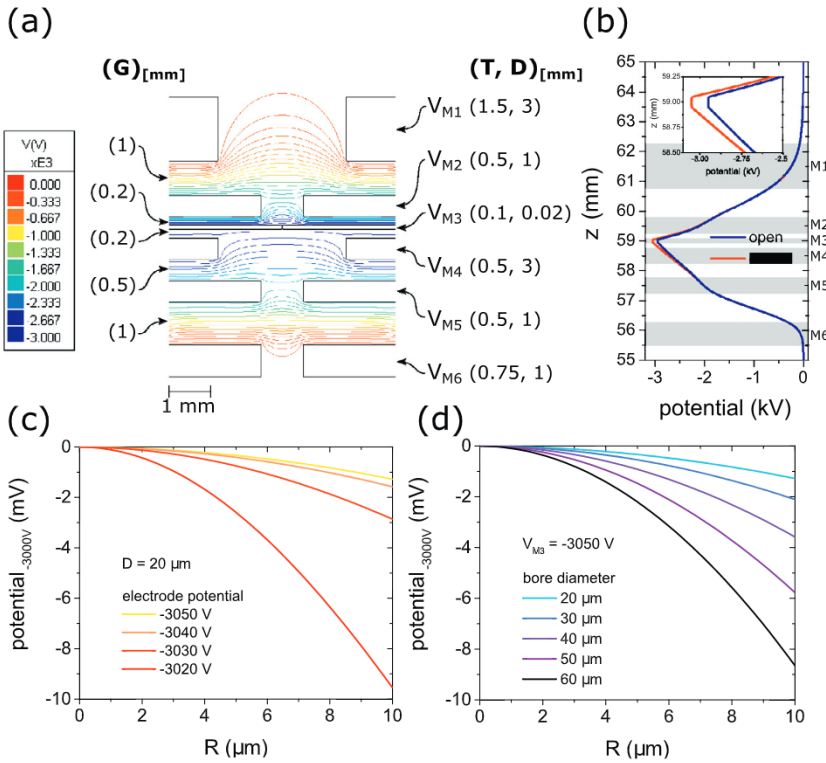 (a)
(G)[mm]
(T, D)[mm]
V(V)
xE3
0.000
-0.333
-0.667
-1.000
-1.333
-1.667
-2.000
-2.333
-2.667
-3.000
(1)
(0.2)
(0.2)
(0.5)
(1)
VM1 (1.5, 3)
VM2 (0.5, 1)
VM3 (0.1, 0.02)
VM4 (0.5, 3)
VM5 (0.5, 1)
VM6 (0.75, 1)
1 mm
(b)
z (mm)
65
64
63
62
61
60
59
58
57
56
55
59.25
59.00
58.75
58.50
z (mm)
-3.00
-2.75
-2.5
potential (kV)
M1
M2
M3
M4
M5
M6
open
-3
-2
-1
0
potential (kV)
(c)
potential-3000V (mV)
0
-2
-4
-6
-8
-10
D = 20 µm
electrode potential
-3050 V
-3040 V
-3030 V
-3020 V
0 2 4 6 8 10
R (µm)
(d)
potential-3000V (mV)
0
-2
-4
-6
-8
-10
VM3 = -3050 V
bore diameter
20 µm
30 µm
40 µm
50 µm
60 µm
0 2 4 6 8 10
R (µm)